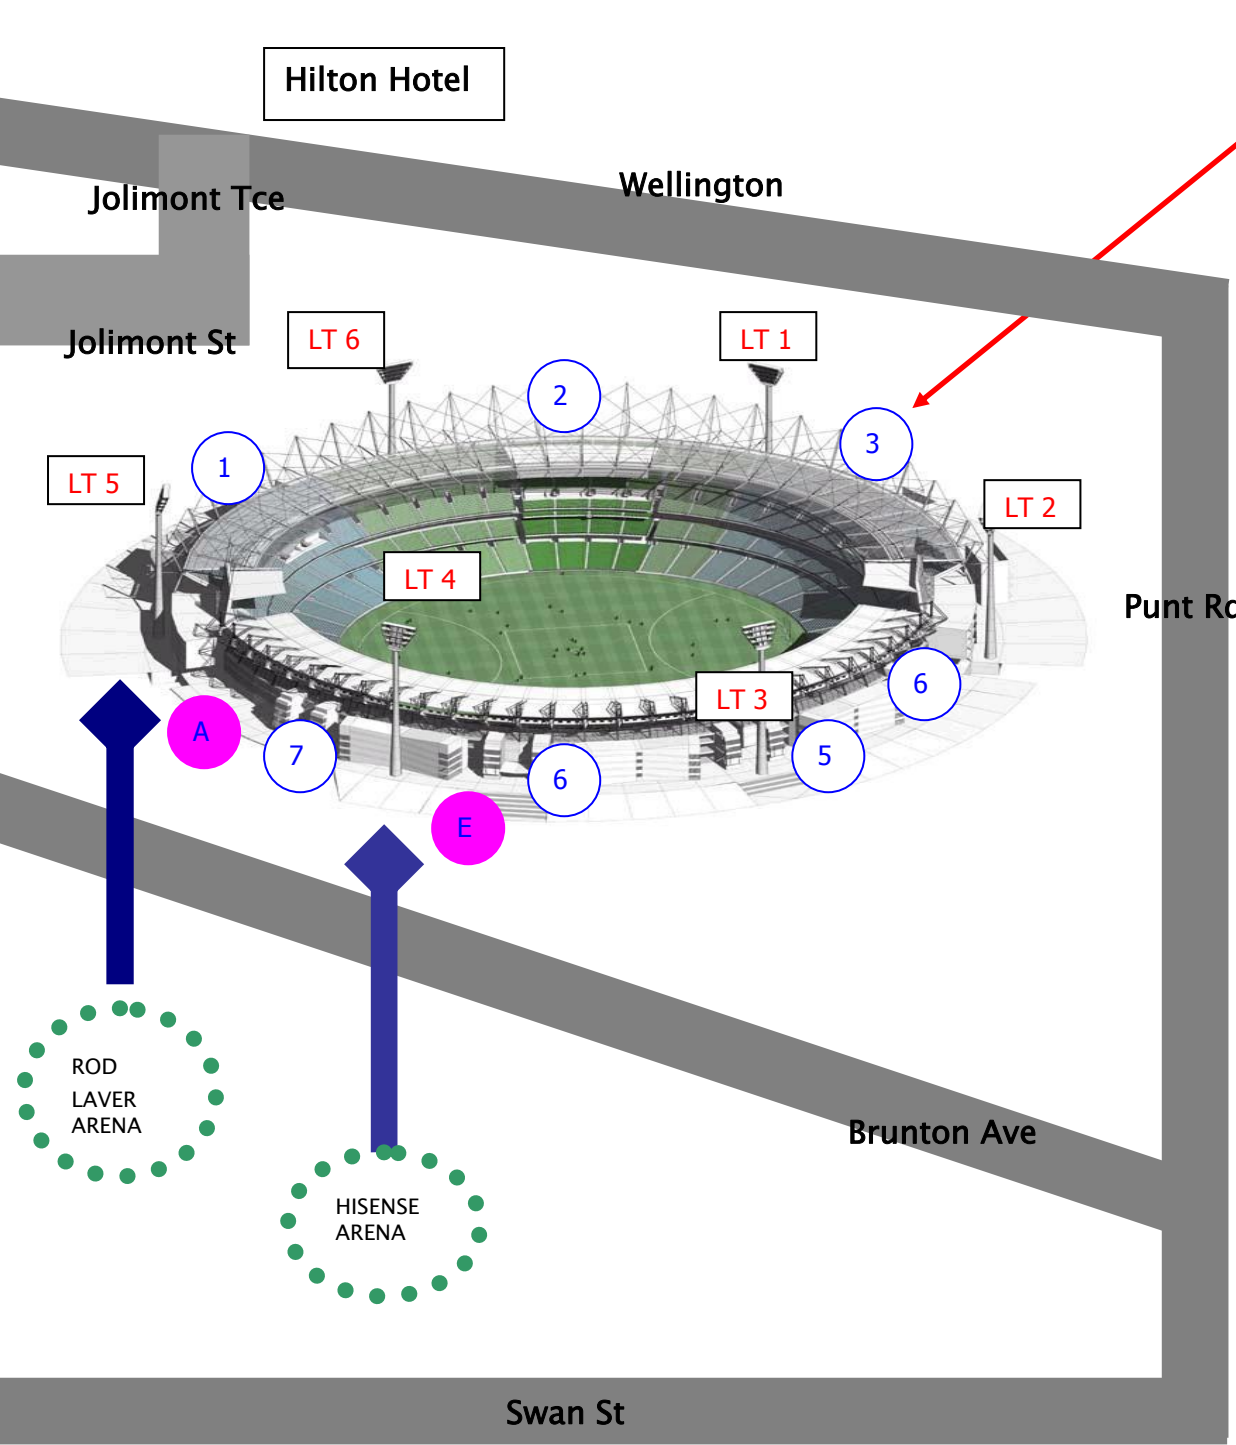 Hilton Hotel
Wellington
Jolimont Tce
Jolimont St
LT 6
LT 1
2
3
1
LT 5
LT 2
LT 4
Punt Rd
6
LT 3
A
7
5
6
E
ROD
LAVER
ARENA
Brunton Ave
HISENSE
ARENA
Swan St